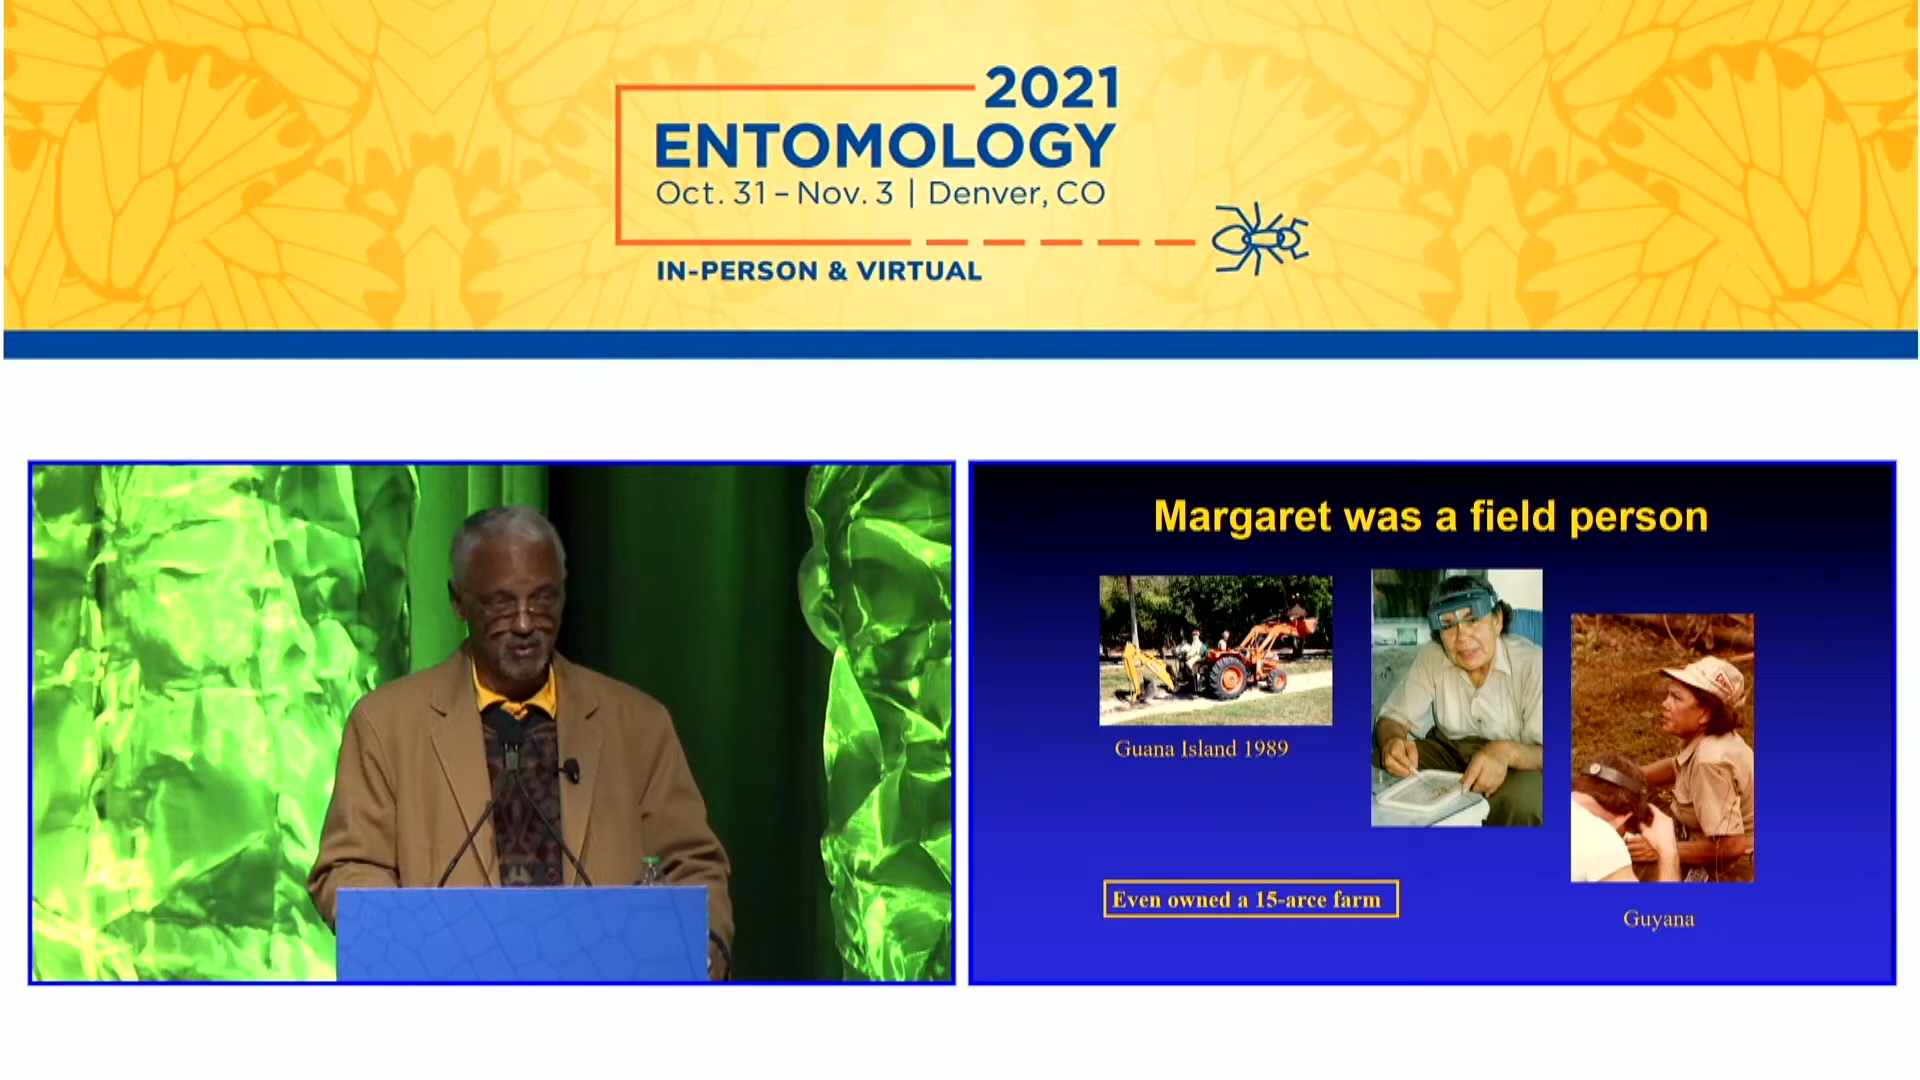 2021
ENTOMOLOGY
Oct. 31 – Nov. 3 | Denver, CO
IN-PERSON & VIRTUAL
Margaret was a field person
Guana Island 1989
Even owned a 15-arce farm
Guyana